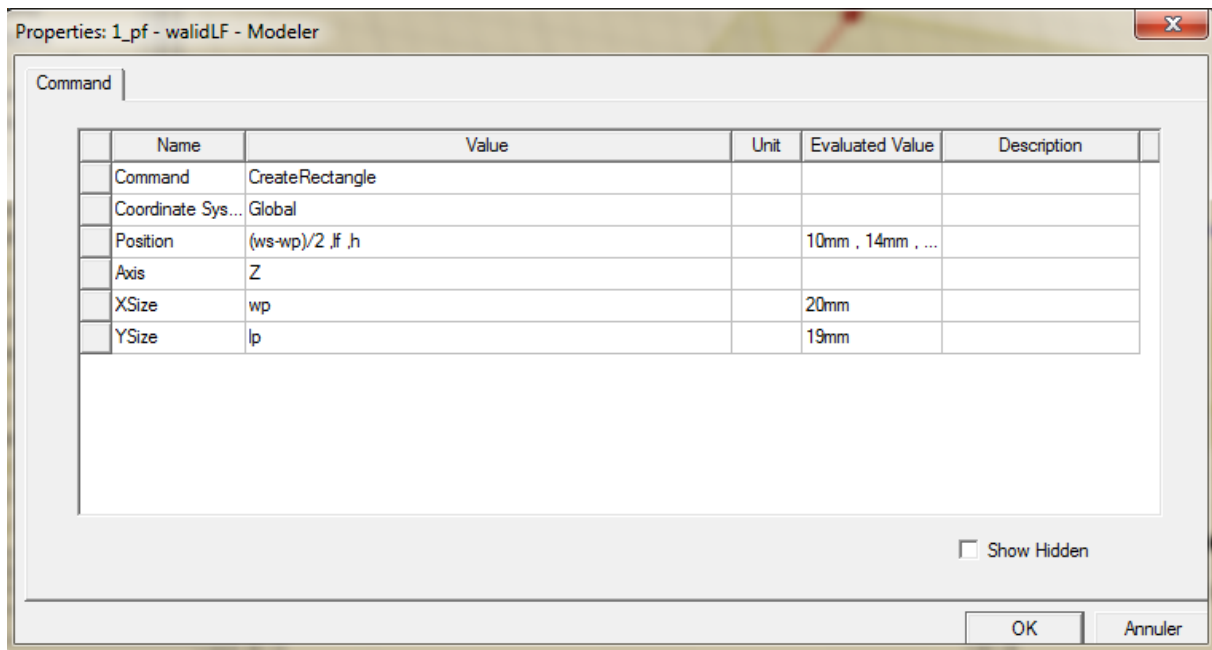 Properties: 1_pf - walidLF - Modeler
Command
Name Value Unit Evaluated Value Description
Command CreateRectangle
Coordinate Sys... Global
Position (ws-wp)/2 ,lf ,h 10mm , 14mm , ...
Axis Z
XSize wp 20mm
YSize lp 19mm
Show Hidden
OK Annuler